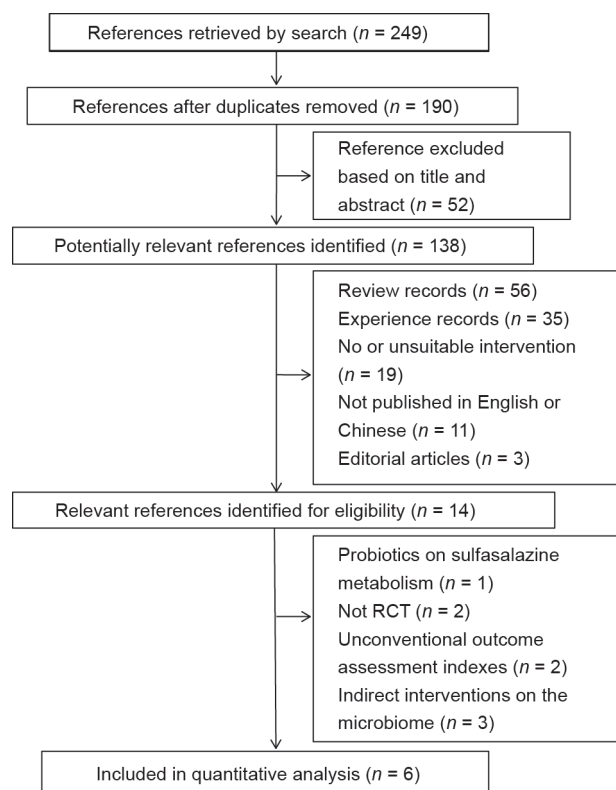 References retrieved by search (n = 249)
References after duplicates removed (n = 190)
Reference excluded
based on title and
abstract (n = 52)
Potentially relevant references identified (n = 138)
Review records (n = 56)
Experience records (n = 35)
No or unsuitable intervention
(n = 19)
Not published in English or
Chinese (n = 11)
Editorial articles (n = 3)
Relevant references identified for eligibility (n = 14)
Probiotics on sulfasalazine
metabolism (n = 1)
Not RCT (n = 2)
Unconventional outcome
assessment indexes (n = 2)
Indirect interventions on the
microbiome (n = 3)
Included in quantitative analysis (n = 6)